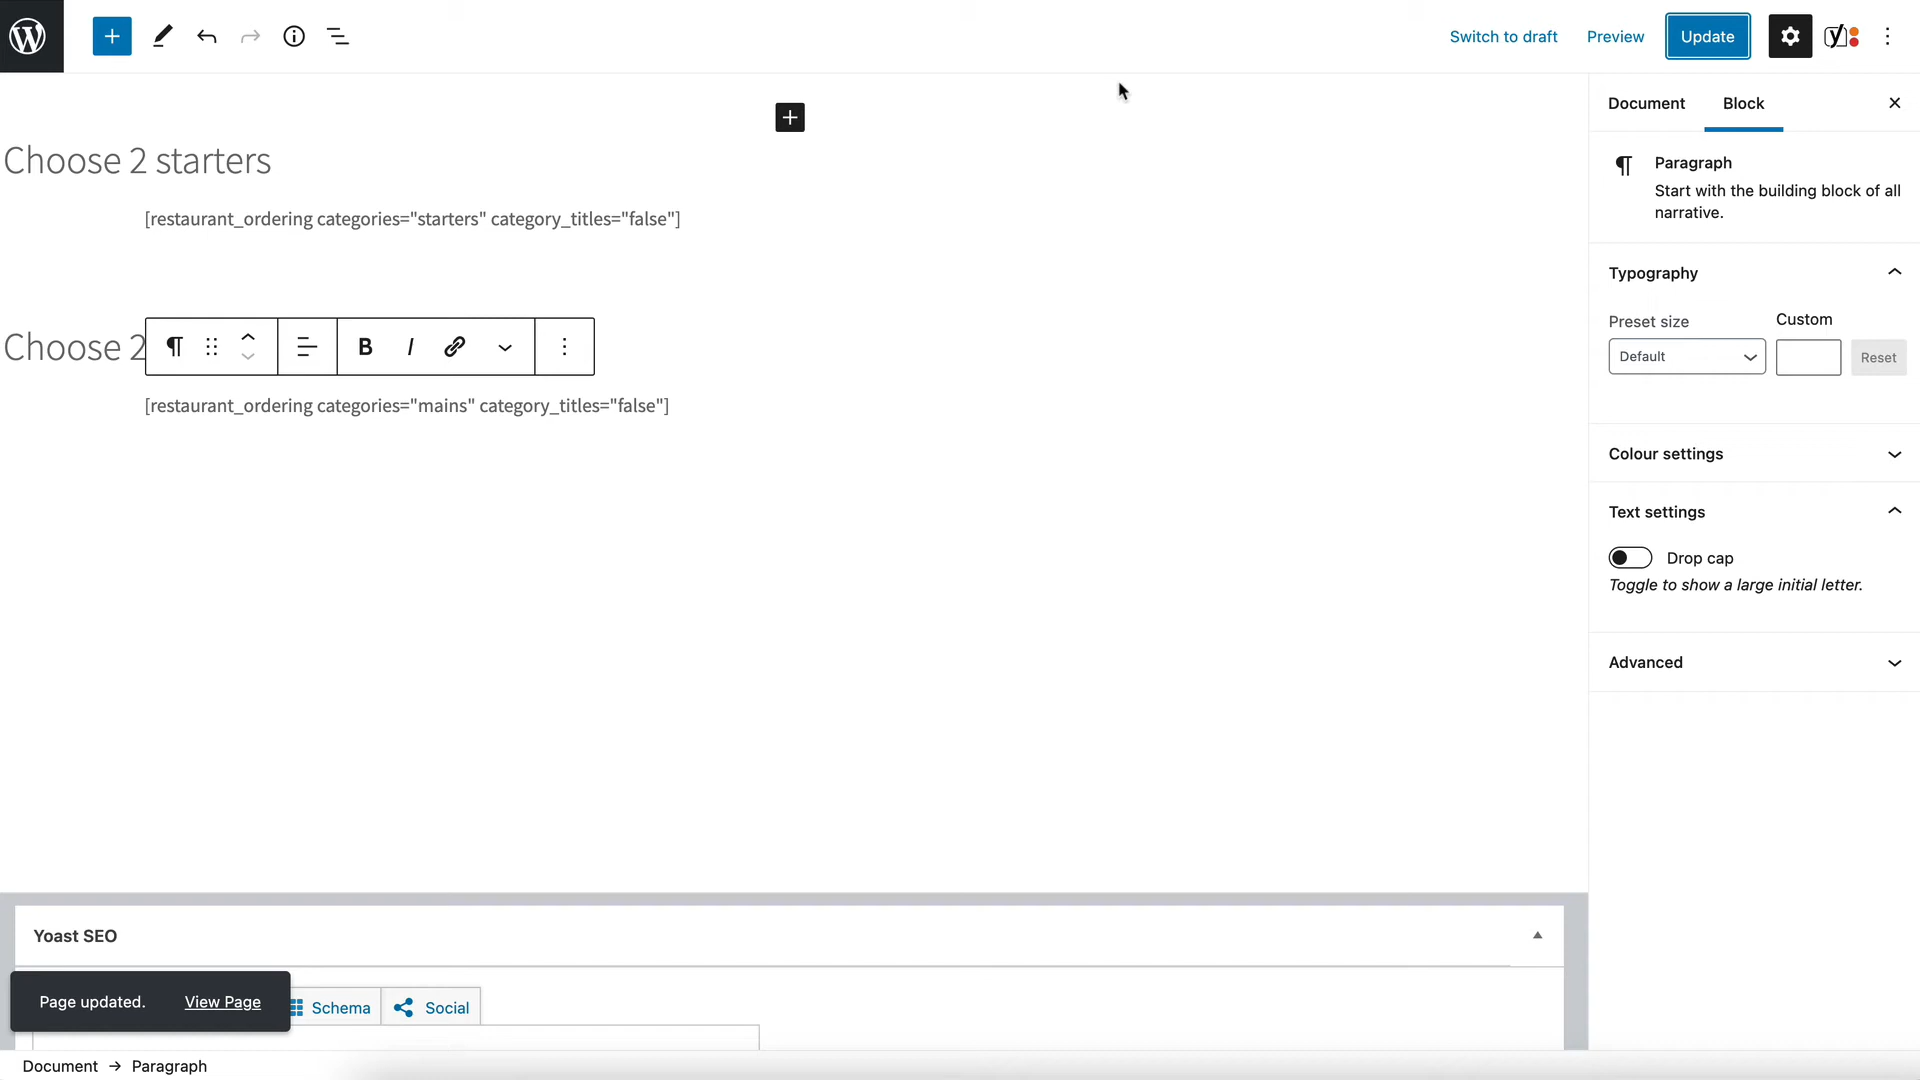 Switch to draft Preview Update
Document Block
Choose 2 starters
Paragraph
Start with the building block of all
narrative.
[restaurant_ordering categories="starters" category_titles="false"]
Typography
Preset size Custom
Default Reset
Choose 2
B I
[restaurant_ordering categories="mains" category_titles="false"]
Colour settings
Text settings
Drop cap
Toggle to show a large initial letter.
Advanced
Yoast SEO
Page updated. View Page Schema Social
Document → Paragraph